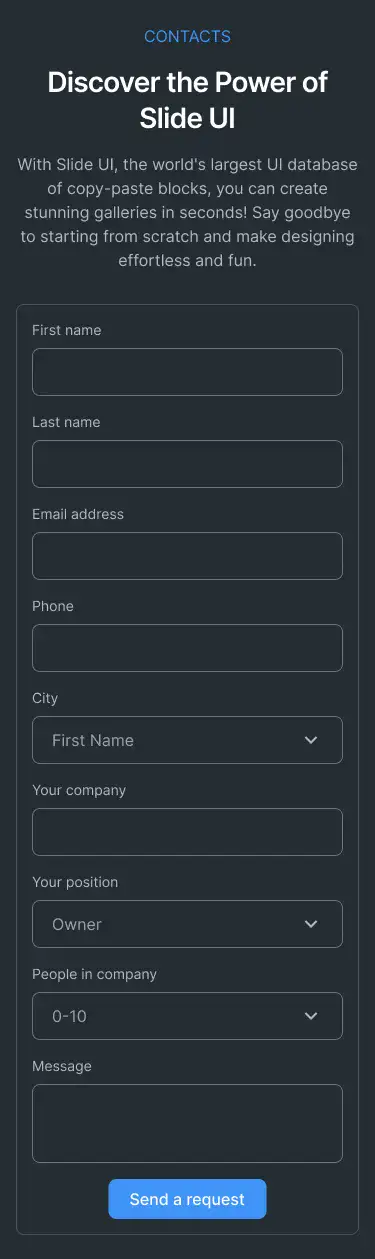 CONTACTS
Discover the Power of
Slide UI
With Slide UI, the world's largest UI database
of copy-paste blocks, you can create
stunning galleries in seconds! Say goodbye
to starting from scratch and make designing
effortless and fun.
First name
Last name
Email address
Phone
City
First Name
Your company
Your position
Owner
People in company
0-10
Message
Send a request